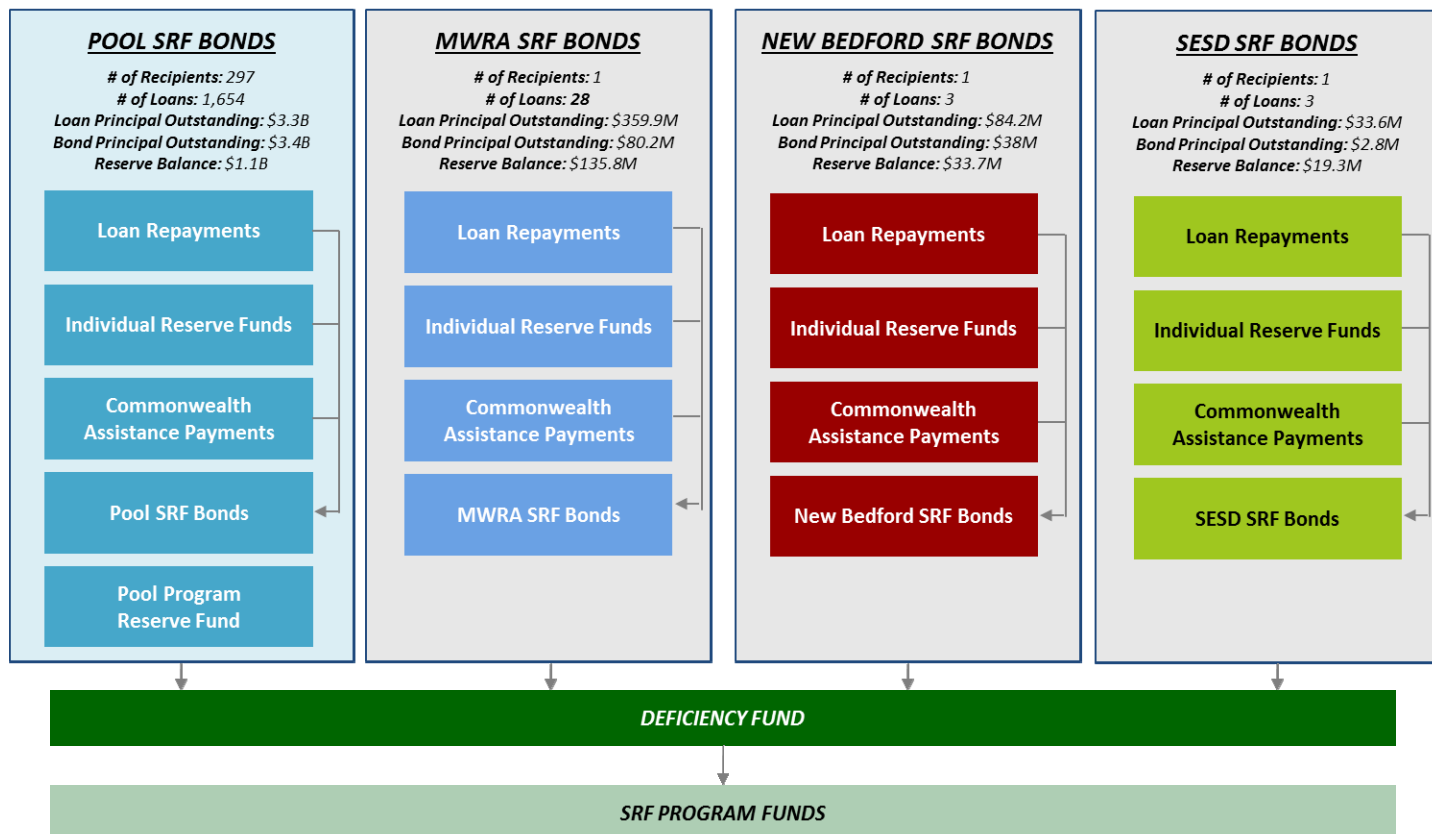 POOL SRF BONDS
# of Recipients: 297
# of Loans: 1,654
Loan Principal Outstanding: $3.3B
Bond Principal Outstanding: $3.4B
Reserve Balance: $1.1B
Loan Repayments
Individual Reserve Funds
Commonwealth
Assistance Payments
Pool SRF Bonds
Pool Program
Reserve Fund
MWRA SRF BONDS
# of Recipients: 1
# of Loans: 28
Loan Principal Outstanding: $359.9M
Bond Principal Outstanding: $80.2M
Reserve Balance: $135.8M
Loan Repayments
Individual Reserve Funds
Commonwealth
Assistance Payments
MWRA SRF Bonds
NEW BEDFORD SRF BONDS
# of Recipients: 1
# of Loans: 3
Loan Principal Outstanding: $84.2M
Bond Principal Outstanding: $38M
Reserve Balance: $33.7M
Loan Repayments
Individual Reserve Funds
Commonwealth
Assistance Payments
New Bedford SRF Bonds
SESD SRF BONDS
# of Recipients: 1
# of Loans: 3
Loan Principal Outstanding: $33.6M
Bond Principal Outstanding: $2.8M
Reserve Balance: $19.3M
Loan Repayments
Individual Reserve Funds
Commonwealth
Assistance Payments
SESD SRF Bonds
DEFICIENCY FUND
SRF PROGRAM FUNDS